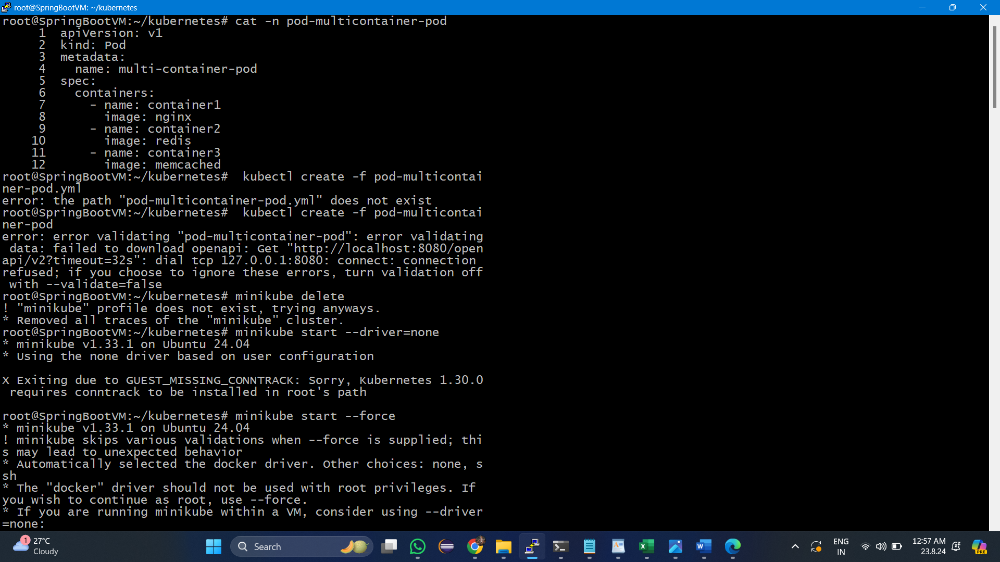 root@SpringBootVM: ~/kubernetes
root@SpringBootVM:~/kubernetes# cat -n pod-multicontainer-pod
     1  apiVersion: v1
     2  kind: Pod
     3  metadata:
     4    name: multi-container-pod
     5  spec:
     6    containers:
     7      - name: container1
     8        image: nginx
     9      - name: container2
    10        image: redis
    11      - name: container3
    12        image: memcached
root@SpringBootVM:~/kubernetes#  kubectl create -f pod-multicontai
ner-pod.yml
error: the path "pod-multicontainer-pod.yml" does not exist
root@SpringBootVM:~/kubernetes#  kubectl create -f pod-multicontai
ner-pod
error: error validating "pod-multicontainer-pod": error validating
 data: failed to download openapi: Get "http://localhost:8080/open
api/v2?timeout=32s": dial tcp 127.0.0.1:8080: connect: connection
refused; if you choose to ignore these errors, turn validation off
 with --validate=false
root@SpringBootVM:~/kubernetes# minikube delete
! "minikube" profile does not exist, trying anyways.
* Removed all traces of the "minikube" cluster.
root@SpringBootVM:~/kubernetes# minikube start --driver=none
* minikube v1.33.1 on Ubuntu 24.04
* Using the none driver based on user configuration
X Exiting due to GUEST_MISSING_CONNTRACK: Sorry, Kubernetes 1.30.0
 requires conntrack to be installed in root's path
root@SpringBootVM:~/kubernetes# minikube start --force
* minikube v1.33.1 on Ubuntu 24.04
! minikube skips various validations when --force is supplied; thi
s may lead to unexpected behavior
* Automatically selected the docker driver. Other choices: none, s
sh
* The "docker" driver should not be used with root privileges. If
you wish to continue as root, use --force.
* If you are running minikube within a VM, consider using --driver
=none:
1
27°C
Cloudy
Search
ENG
IN
12:57 AM
23.8.24
PRE